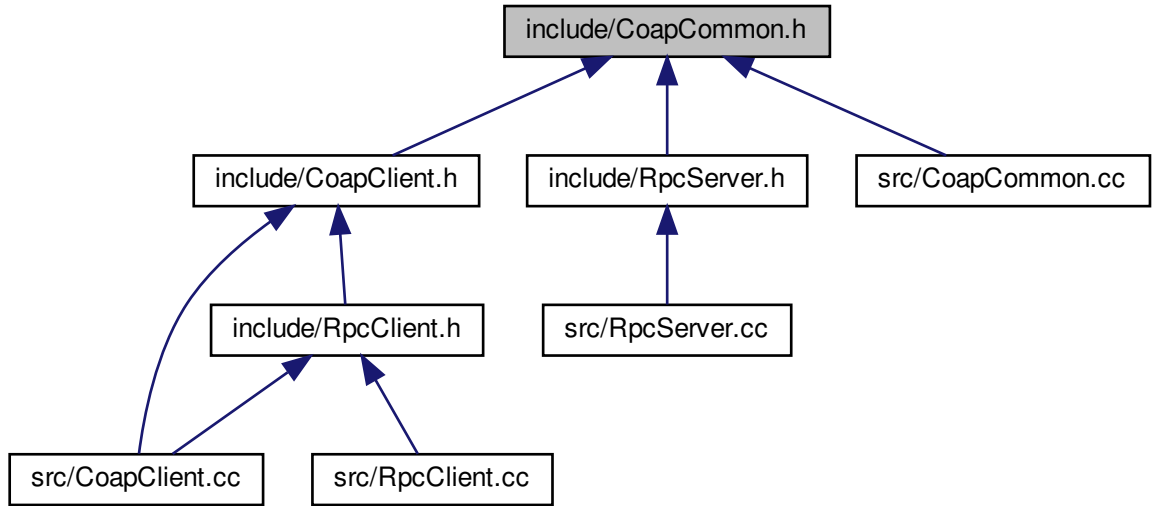 include/CoapCommon.h
include/CoapClient.h
include/RpcServer.h
src/CoapCommon.cc
include/RpcClient.h
src/RpcServer.cc
src/CoapClient.cc
src/RpcClient.cc